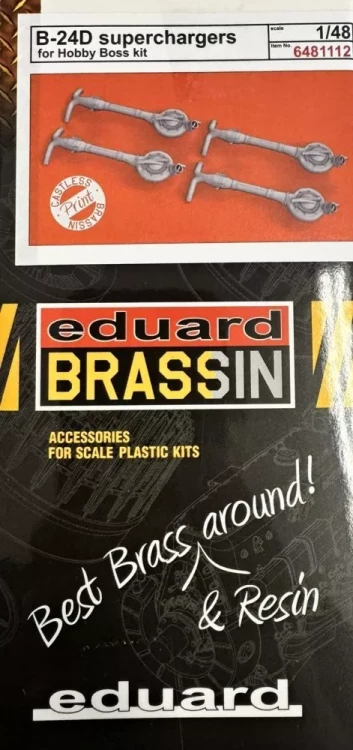 B-24D superchargers
for Hobby Boss kit
scale
1/48
Item No.
6481112
CASTLESS
Print
BRASSIN
eduard
BRASSIN
ACCESSORIES
FOR SCALE PLASTIC KITS
Best Brass around!
& Resin
eduard